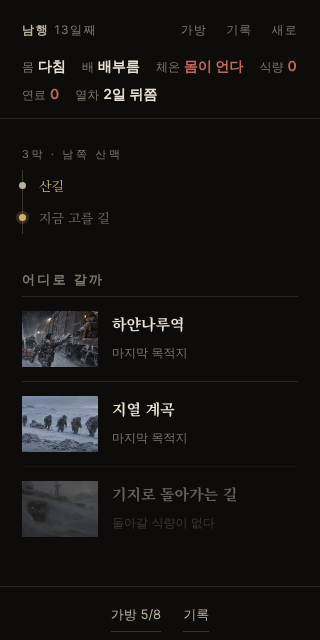 남행 13일째 가방 기록 새로
몸 다침 배 배부름 체온 몸이 언다 식량 0
연료 0 열차 2일 뒤쫌
3막 · 남쪽 산맥
산길
지금 고를 길
어디로 갈까
하얀나루역
마지막 목적지
지열 계곡
마지막 목적지
기지로 돌아가는 길
돌아갈 식량이 없다
가방 5/8 기록